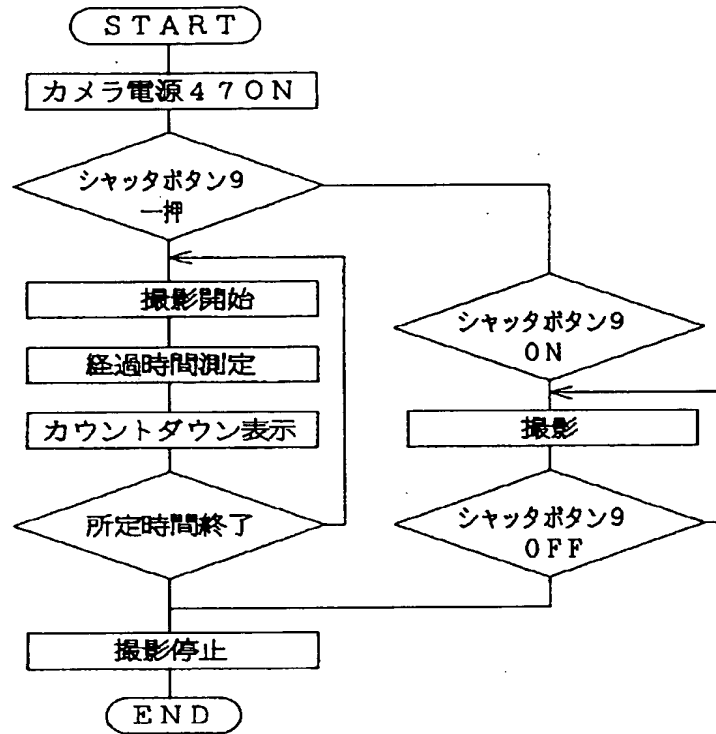 START
カメラ電源47ON
シャッタボタン9
一押
撮影開始
経過時間測定
カウントダウン表示
所定時間終了
撮影停止
END
シャッタボタン9
ON
撮影
シャッタボタン9
OFF